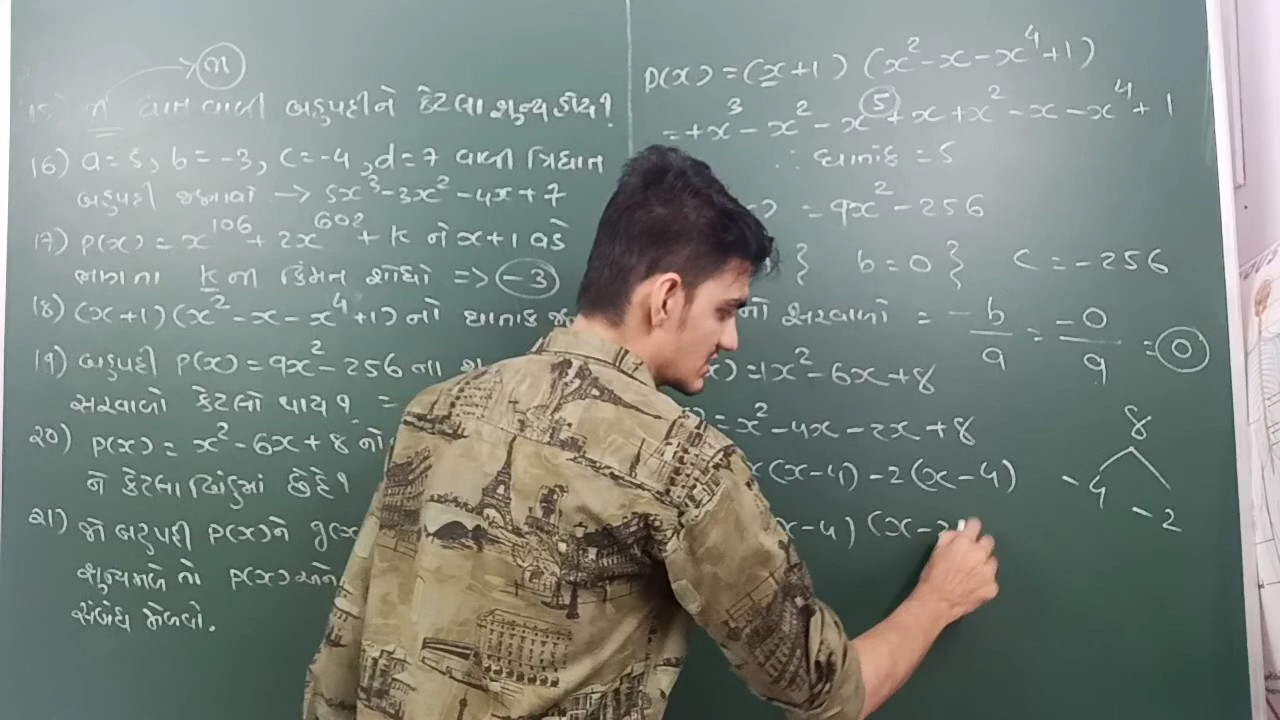 n
15) n ઘાત વાળી બહુપદીને કેટલા શૂન્ય હોય ?
16) a = 5, b = -3, c = -4, d = 7 વાળી ત્રિઘાત
બહુપદી જણાવો → 5x³ - 3x² - 4x + 7
17) P(x) = x¹⁰⁶ + 2x⁶⁰² + k ને x+1 વડે
ભાગતા k ની કિંમત શોધો => -3
18) (x+1) (x² - x - x⁴ + 1) નો ઘાતાંક
19) બહુપદી P(x) = 9x² - 256 ના
સરવાળો કેટલો થાય ? =
20) P(x) = x² - 6x + 8 નો
ને કેટલા બિંદુમાં છેદે ?
21) જો બહુપદી P(x) ને g(x
શૂન્ય મળે તો P(x) અને
સંબંધ મેળવો.
P(x) = (x+1) (x² - x - x⁴ + 1)
= +x³ - x² - x⁵ + x + x² - x - x⁴ + 1
∴ ઘાતાંક = 5
= 9x² - 256
} b = 0 } c = -256
નો સરવાળો = -b/a = -0/9 = 0
) = 1x² - 6x + 8
= x² - 4x - 2x + 8
x(x-4) - 2(x-4)
x-4) (x-2
8
-4 -2